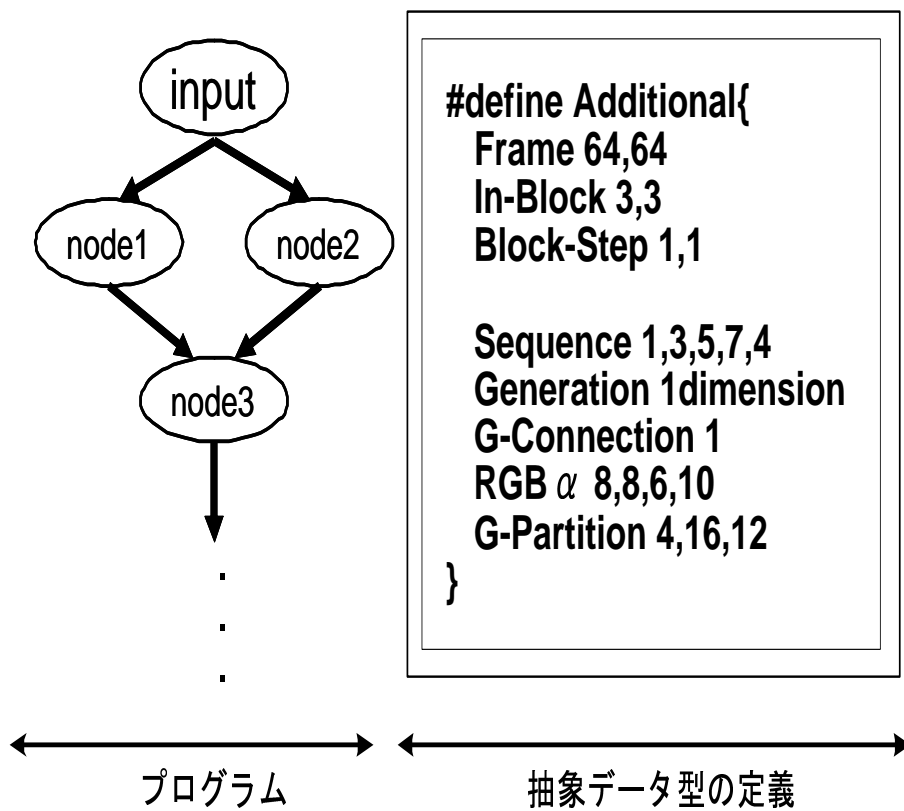 input
node1
node2
node3
#define Additional{
Frame 64,64
In-Block 3,3
Block-Step 1,1
Sequence 1,3,5,7,4
Generation 1dimension
G-Connection 1
RGB α 8,8,6,10
G-Partition 4,16,12
}
プログラム
抽象データ型の定義